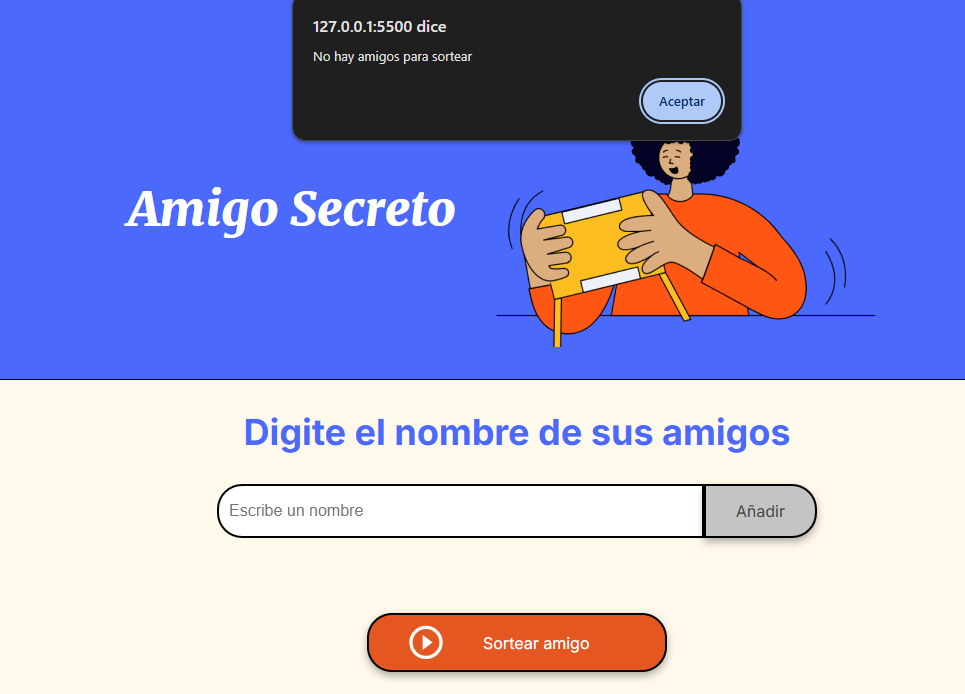 127.0.0.1:5500 dice
No hay amigos para sortear
Aceptar
Amigo Secreto
Digite el nombre de sus amigos
Escribe un nombre
Añadir
Sortear amigo